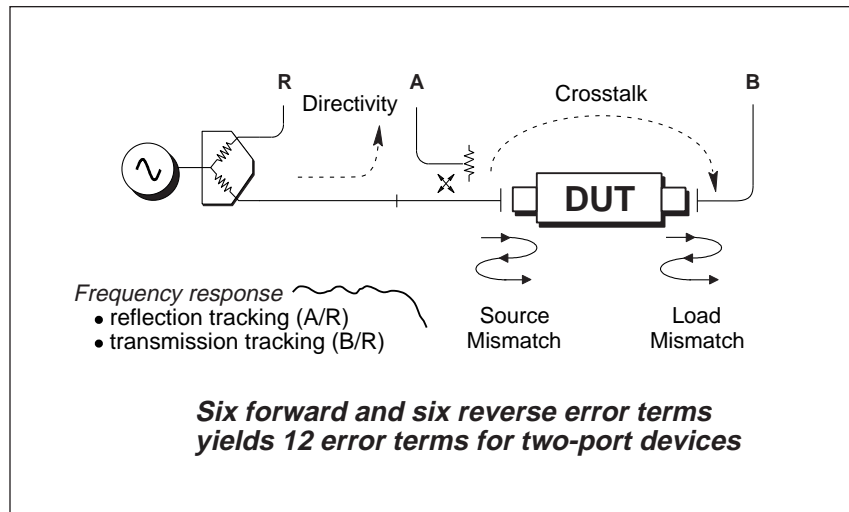 R
A
B
Directivity
Crosstalk
DUT
Frequency response
• reflection tracking (A/R)
• transmission tracking (B/R)
Source
Mismatch
Load
Mismatch
Six forward and six reverse error terms
yields 12 error terms for two-port devices